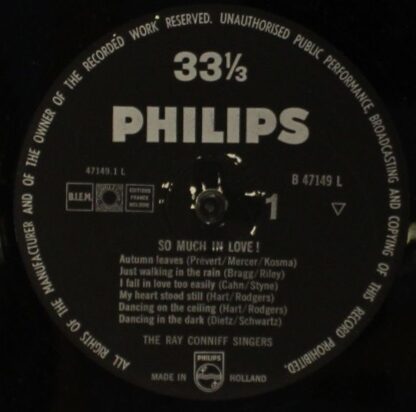 ALL RIGHTS OF THE MANUFACTURER AND OF THE OWNER OF THE RECORDED WORK RESERVED. UNAUTHORISED PUBLIC PERFORMANCE, BROADCASTING AND COPYING OF THIS RECORD PROHIBITED.
33⅓
PHILIPS
47149.1 L
B 47149 L
B.I.E.M.
EDITIONS
FRANCE
1
SO MUCH IN LOVE!
Autumn leaves (Prévert/Mercer/Kosma)
Just walking in the rain (Bragg/Riley)
I fall in love too easily (Cahn/Styne)
My heart stood still (Hart/Rodgers)
Dancing on the ceiling (Hart/Rodgers)
Dancing in the dark (Dietz/Schwartz)
THE RAY CONNIFF SINGERS
PHILIPS
MADE IN HOLLAND